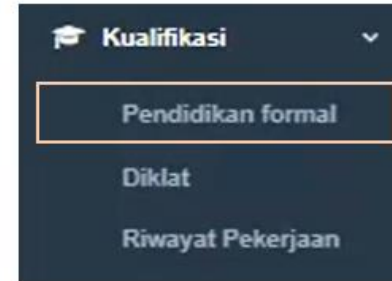 Kualifikasi
Pendidikan formal
Diklat
Riwayat Pekerjaan